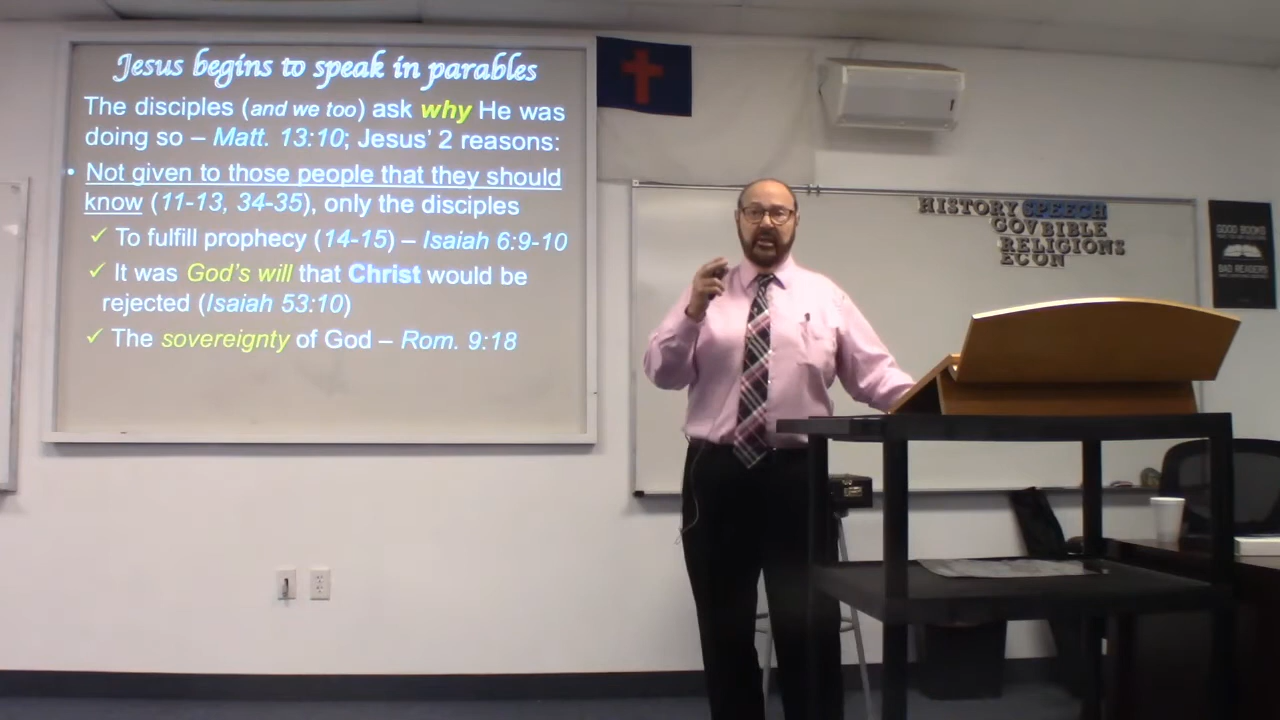 Jesus begins to speak in parables
The disciples (and we too) ask why He was
doing so – Matt. 13:10; Jesus' 2 reasons:
• Not given to those people that they should
know (11-13, 34-35), only the disciples
✓ To fulfill prophecy (14-15) – Isaiah 6:9-10
✓ It was God's will that Christ would be
rejected (Isaiah 53:10)
✓ The sovereignty of God – Rom. 9:18
HISTORY SPEECH
GOV BIBLE
RELIGIONS
ECON
GOOD BOOKS
BAD READERS